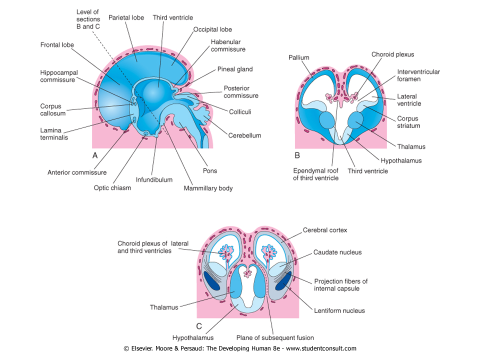 Level of
sections
B and C
Parietal lobe
Third ventricle
Occipital lobe
Habenular
commissure
Pineal gland
Posterior
commissure
Colliculi
Cerebellum
Frontal lobe
Hippocampal
commissure
Corpus
callosum
Lamina
terminalis
A
Anterior commissure
Optic chiasm
Infundibulum
Mammillary body
Pons
Pallium
Choroid plexus
Interventricular
foramen
Lateral
ventricle
Corpus
striatum
Thalamus
Hypothalamus
B
Ependymal roof
of third ventricle
Third ventricle
Cerebral cortex
Choroid plexus of lateral
and third ventricles
Caudate nucleus
Projection fibers of
internal capsule
Lentiform nucleus
Thalamus
C
Hypothalamus
Plane of subsequent fusion
© Elsevier. Moore & Persaud: The Developing Human 8e - www.studentconsult.com